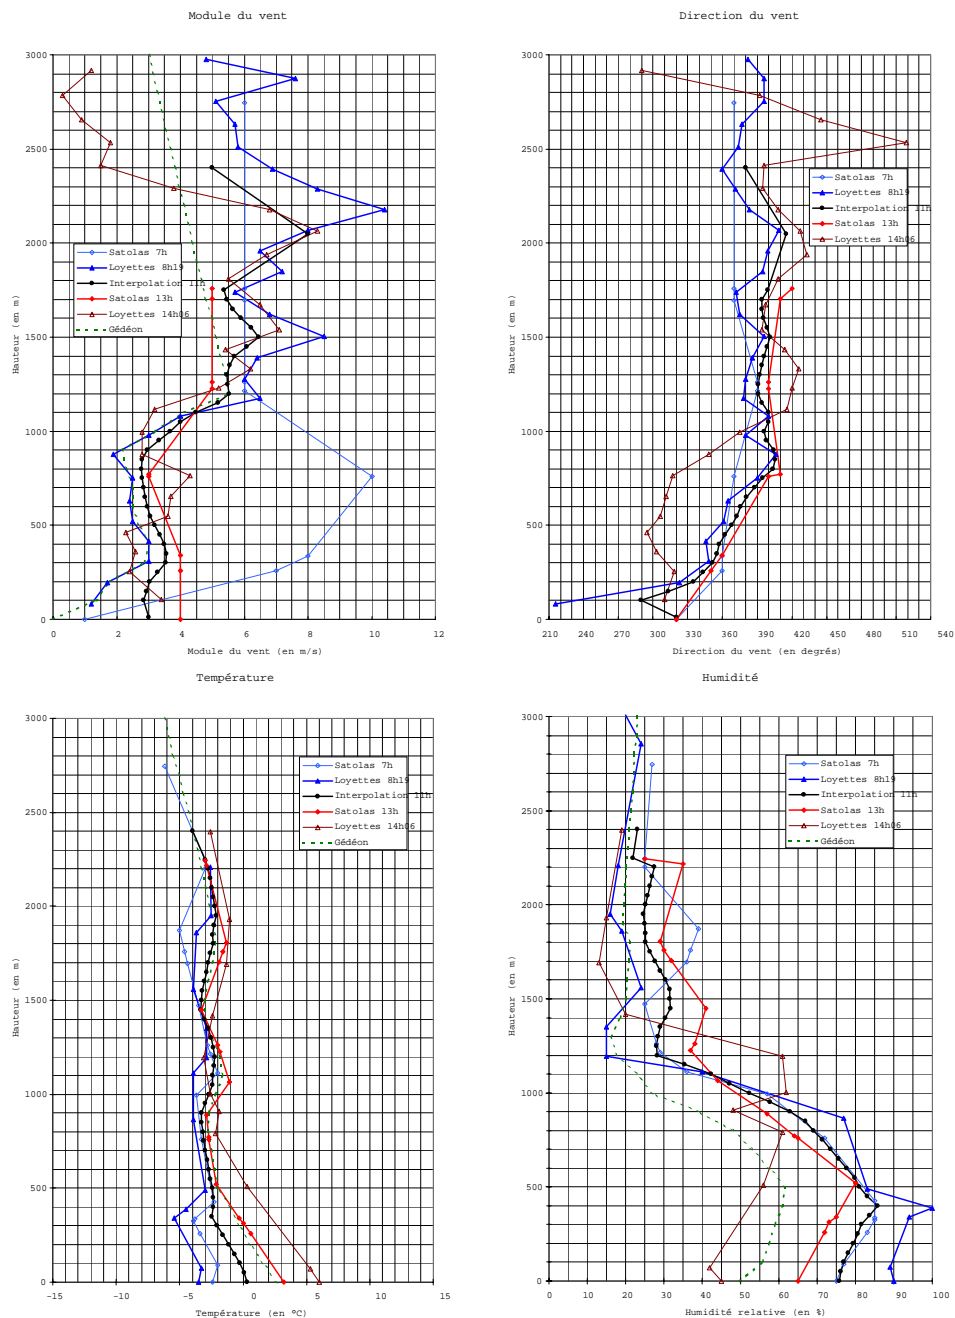 Module du vent
3000
2500
2000
1500
1000
500
0
Hauteur (en m)
Satolas 7h
Loyettes 8h19
Interpolation 11h
Satolas 13h
Loyettes 14h06
Gédéon
0 2 4 6 8 10 12
Module du vent (en m/s)
Direction du vent
3000
2500
2000
1500
1000
500
0
Hauteur (en m)
Satolas 7h
Loyettes 8h19
Interpolation 11h
Satolas 13h
Loyettes 14h06
210 240 270 300 330 360 390 420 450 480 510 540
Direction du vent (en degrés)
Température
3000
2500
2000
1500
1000
500
0
Hauteur (en m)
Satolas 7h
Loyettes 8h19
Interpolation 11h
Satolas 13h
Loyettes 14h06
Gédéon
-15 -10 -5 0 5 10 15
Température (en ºC)
Humidité
3000
2500
2000
1500
1000
500
0
Hauteur (en m)
Satolas 7h
Loyettes 8h19
Interpolation 11h
Satolas 13h
Loyettes 14h06
Gédéon
0 10 20 30 40 50 60 70 80 90 100
Humidité relative (en %)